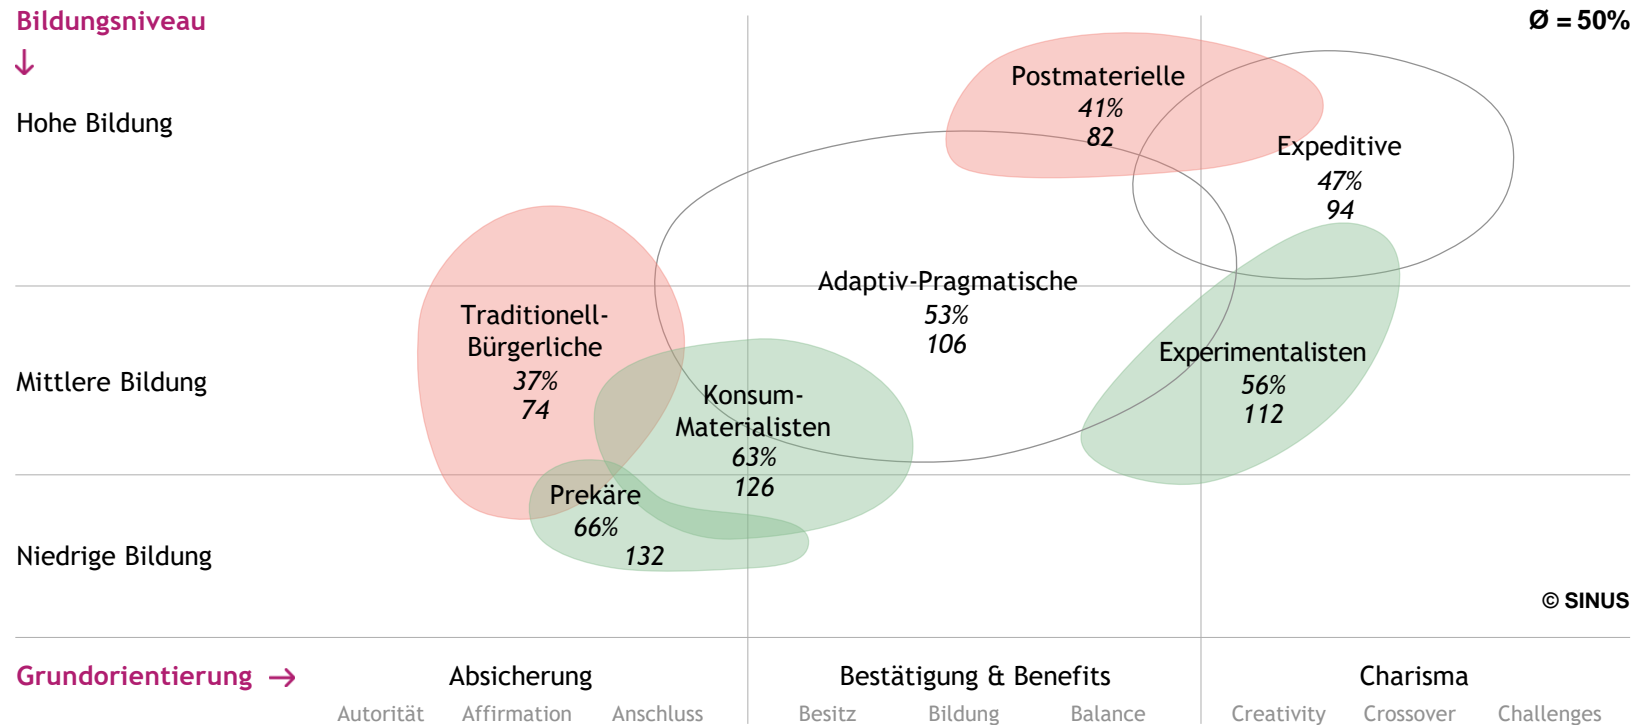 Bildungsniveau
↓
Ø = 50%
Hohe Bildung
Postmaterielle
41%
82
Expeditive
47%
94
Adaptiv-Pragmatische
53%
106
Traditionell-
Bürgerliche
37%
74
Mittlere Bildung
Experimentalisten
56%
112
Konsum-
Materialisten
63%
126
Prekäre
66%
132
Niedrige Bildung
© SINUS
Grundorientierung →
Absicherung
Bestätigung & Benefits
Charisma
Autorität Affirmation Anschluss Besitz Bildung Balance Creativity Crossover Challenges